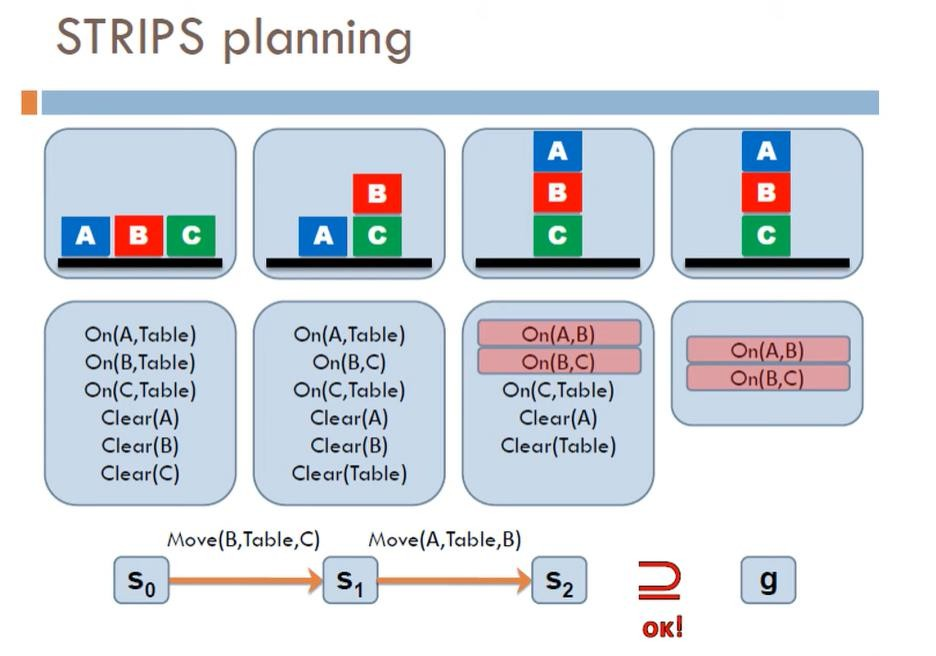 STRIPS planning
A B C
B
A C
A
B
C
A
B
C
On(A,Table)
On(B,Table)
On(C,Table)
Clear(A)
Clear(B)
Clear(C)
On(A,Table)
On(B,C)
On(C,Table)
Clear(A)
Clear(B)
Clear(Table)
On(A,B)
On(B,C)
On(C,Table)
Clear(A)
Clear(Table)
On(A,B)
On(B,C)
Move(B,Table,C) Move(A,Table,B)
s₀ s₁ s₂ ⊇ g
OK!